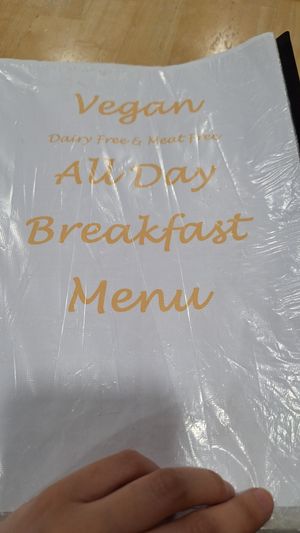 Vegan
Dairy Free & Meat Free
All Day
Breakfast
Menu